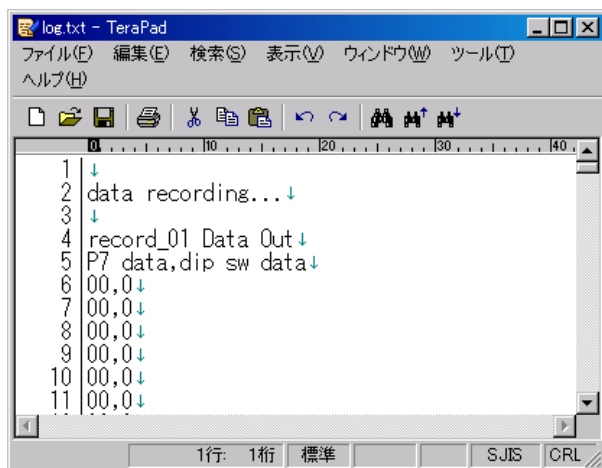 log.txt - TeraPad
ファイル(F) 編集(E) 検索(S) 表示(V) ウィンドウ(W) ツール(T)
ヘルプ(H)
0 10 20 30 40
1 ↓
2 data recording...↓
3 ↓
4 record_01 Data Out↓
5 P7 data,dip sw data↓
6 00,0↓
7 00,0↓
8 00,0↓
9 00,0↓
10 00,0↓
11 00,0↓
1行: 1桁 標準 SJIS CRL